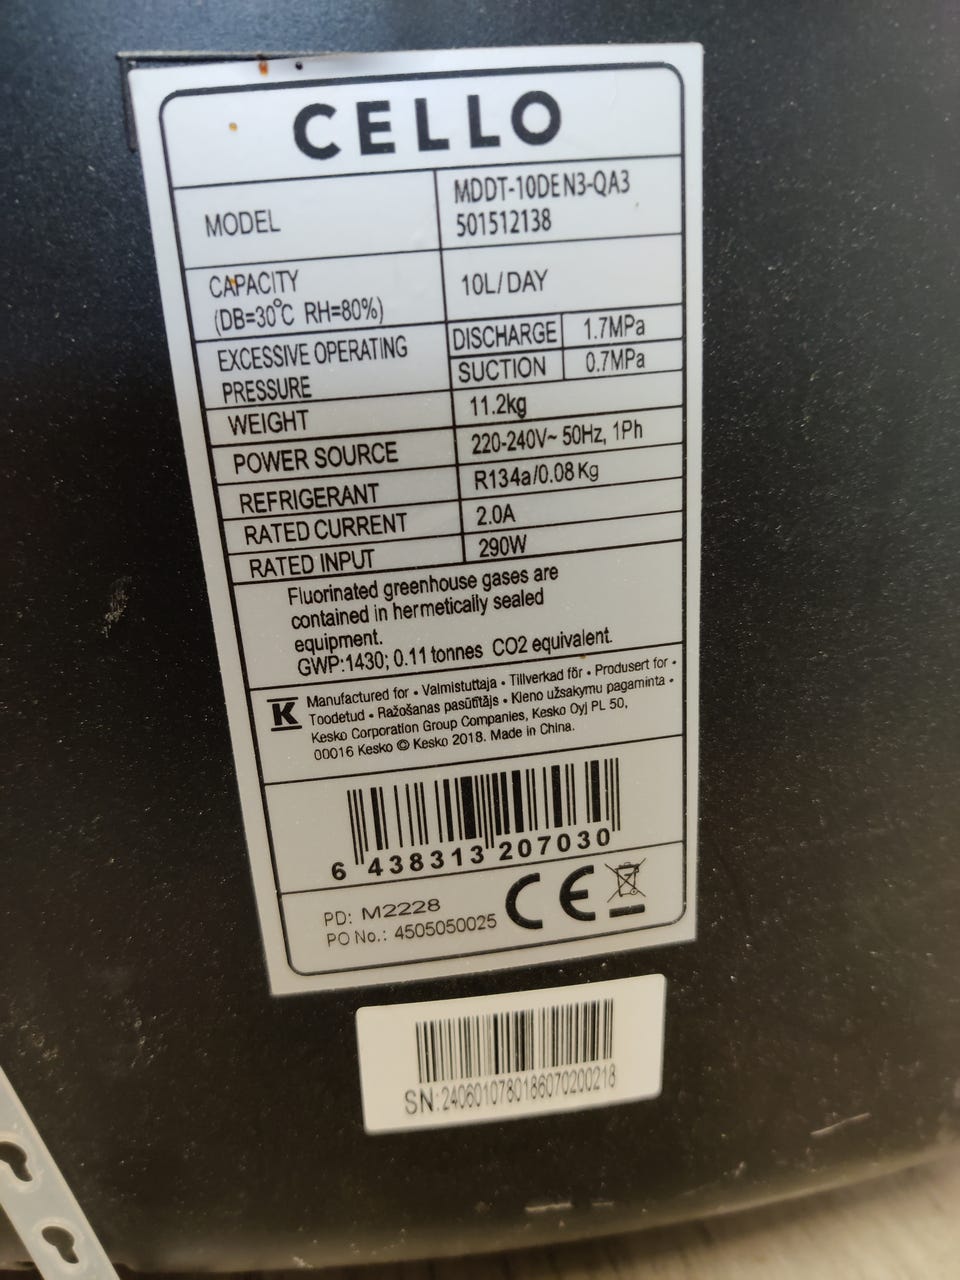 CELLO
MODEL
MDDT-10DEN3-QA3
501512138
CAPACITY
(DB=30°C RH=80%)
10L/DAY
EXCESSIVE OPERATING
PRESSURE
DISCHARGE 1.7MPa
SUCTION 0.7MPa
WEIGHT 11.2kg
POWER SOURCE 220-240V~ 50Hz, 1Ph
REFRIGERANT R134a/0.08 Kg
RATED CURRENT 2.0A
RATED INPUT 290W
Fluorinated greenhouse gases are
contained in hermetically sealed
equipment.
GWP:1430; 0.11 tonnes CO2 equivalent.
K
Manufactured for • Valmistuttaja • Tillverkad för • Produsert for •
Toodetud • Ražošanas pasūtītājs • Kieno užsakymu pagaminta •
Kesko Corporation Group Companies, Kesko Oyj PL 50,
00016 Kesko © Kesko 2018. Made in China.
6 438313 207030
PD: M2228
PO No.: 4505050025
CE
SN:240601078018607020​0218